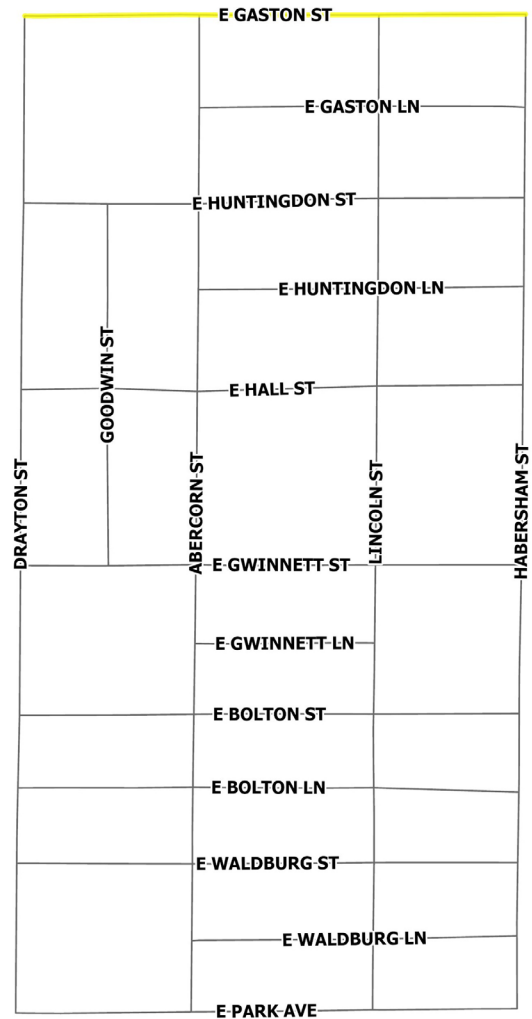 E GASTON ST
E GASTON LN
E HUNTINGDON ST
E HUNTINGDON LN
GOODWIN ST
E HALL ST
DRAYTON ST
ABERCORN ST
LINCOLN ST
HABERSHAM ST
E GWINNETT ST
E GWINNETT LN
E BOLTON ST
E BOLTON LN
E WALDBURG ST
E WALDBURG LN
E PARK AVE